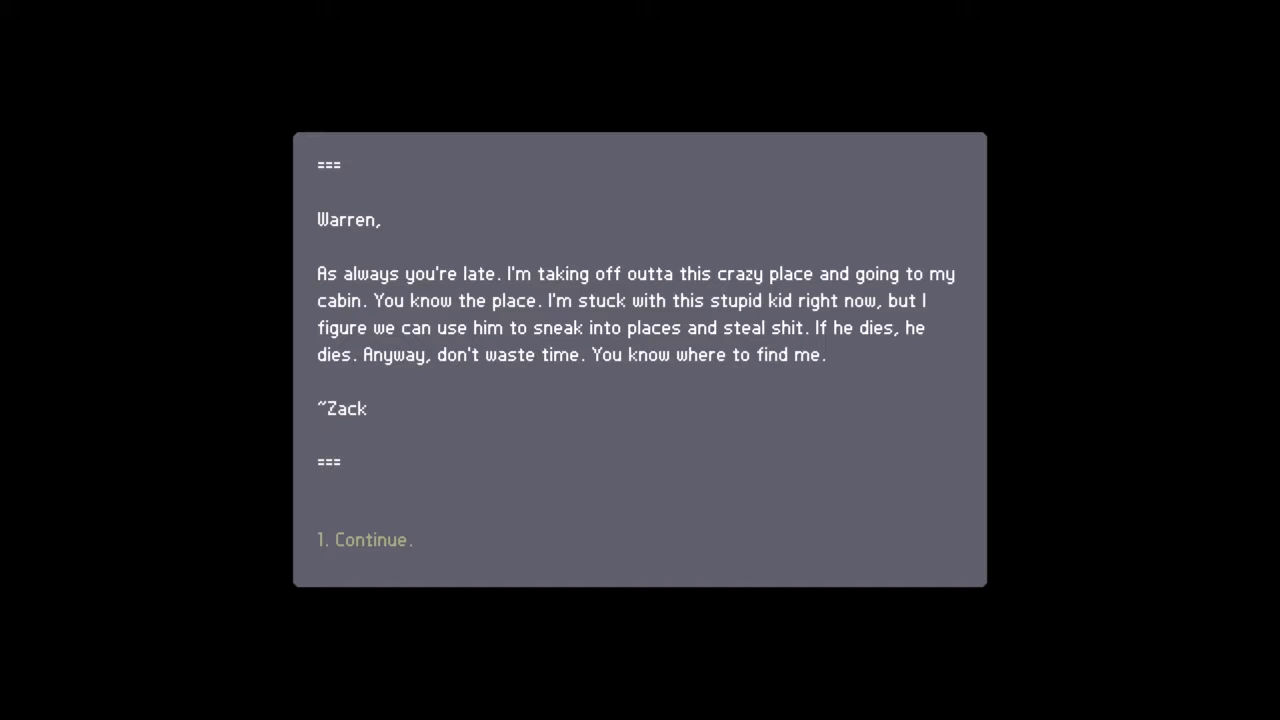 ===
Warren,
As always you're late. I'm taking off outta this crazy place and going to my
cabin. You know the place. I'm stuck with this stupid kid right now, but I
figure we can use him to sneak into places and steal shit. If he dies, he
dies. Anyway, don't waste time. You know where to find me.
~Zack
===
1. Continue.